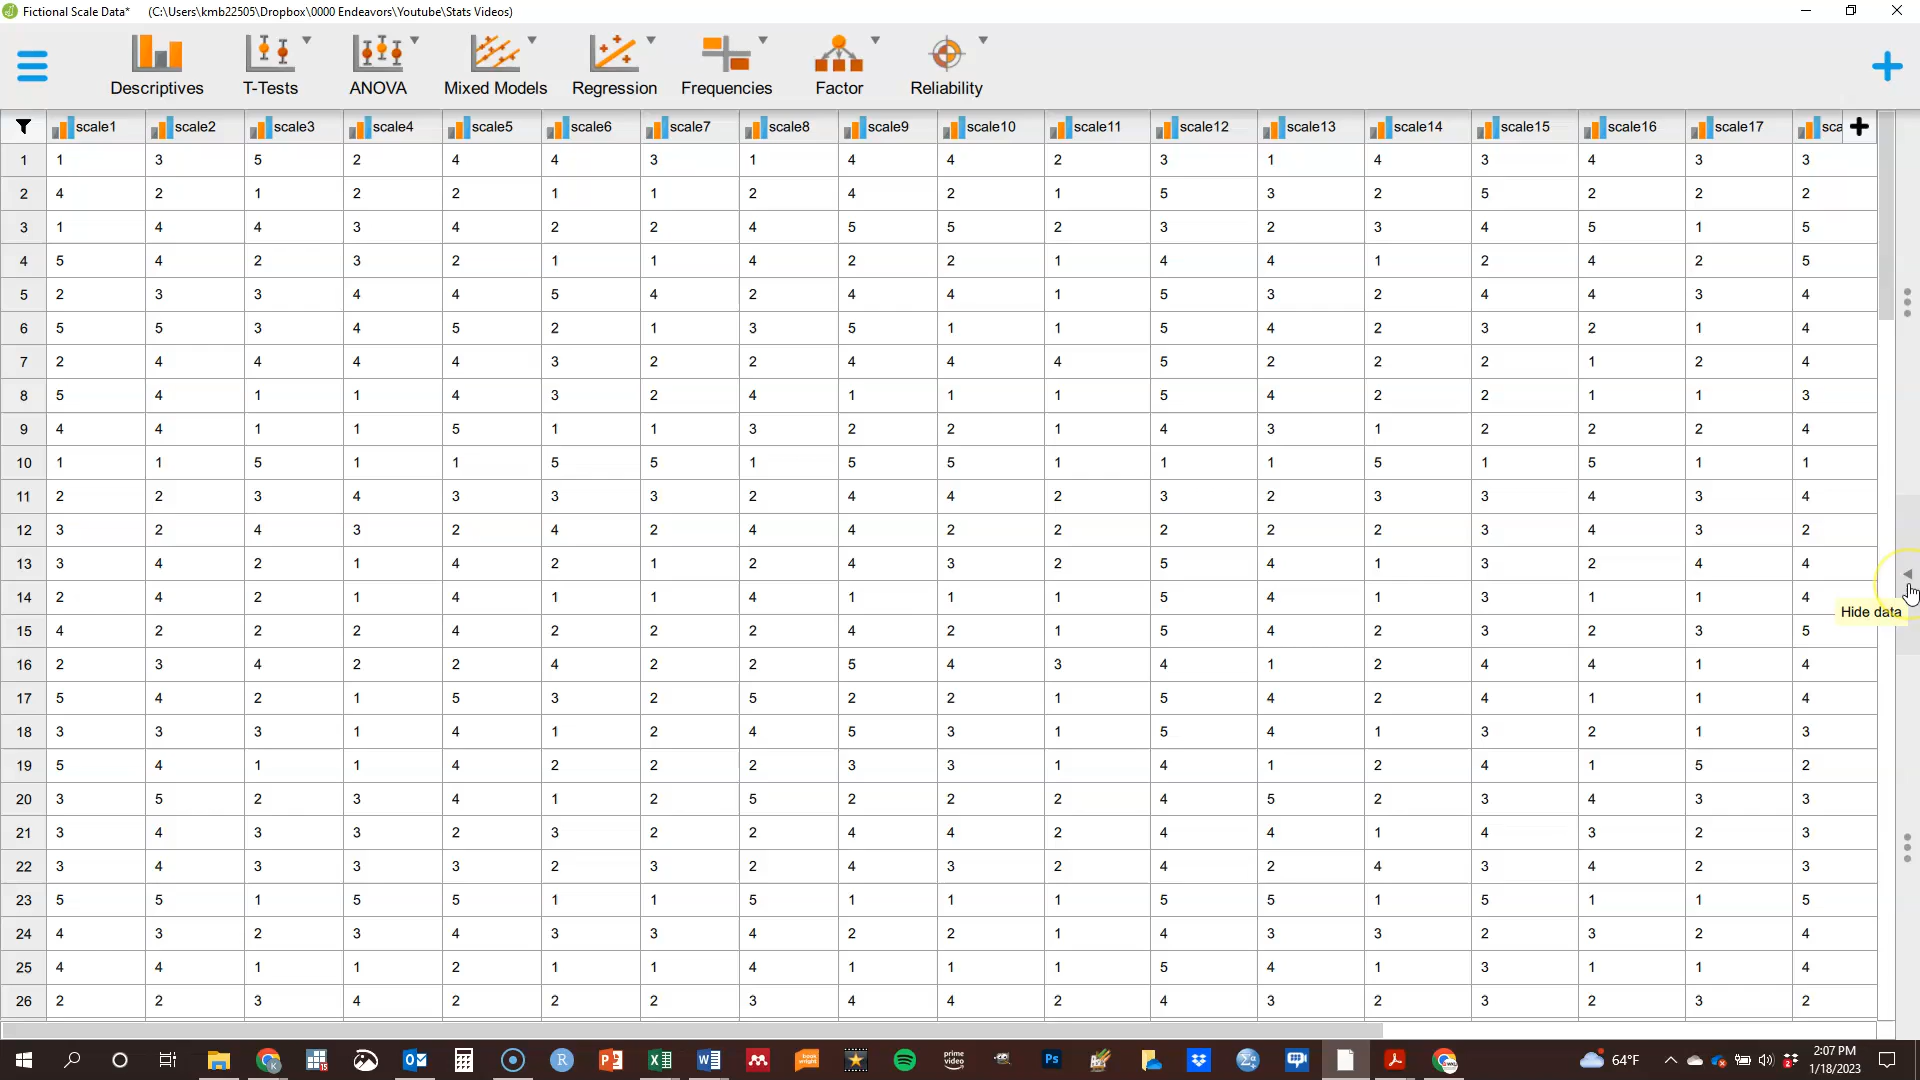 Fictional Scale Data* (C:\Users\kmb22505\Dropbox\0000 Endeavors\Youtube\Stats Videos)
Descriptives T-Tests ANOVA Mixed Models Regression Frequencies Factor Reliability
scale1 scale2 scale3 scale4 scale5 scale6 scale7 scale8 scale9 scale10 scale11 scale12 scale13 scale14 scale15 scale16 scale17 sca
1 1 3 5 2 4 4 3 1 4 4 2 3 1 4 3 4 3 3
2 4 2 1 2 2 1 1 2 4 2 1 5 3 2 5 2 2 2
3 1 4 4 3 4 2 2 4 5 5 2 3 2 3 4 5 1 5
4 5 4 2 3 2 1 1 4 2 2 1 4 4 1 2 4 2 5
5 2 3 3 4 4 5 4 2 4 4 1 5 3 2 4 4 3 4
6 5 5 3 4 5 2 1 3 5 1 1 5 4 2 3 2 1 4
7 2 4 4 4 4 3 2 2 4 4 4 5 2 2 2 1 2 4
8 5 4 1 1 4 3 2 4 1 1 1 5 4 2 2 1 1 3
9 4 4 1 1 5 1 1 3 2 2 1 4 3 1 2 2 2 4
10 1 1 5 1 1 5 5 1 5 5 1 1 1 5 1 5 1 1
11 2 2 3 4 3 3 3 2 4 4 2 3 2 3 3 4 3 4
12 3 2 4 3 2 4 2 4 4 2 2 2 2 2 3 4 3 2
13 3 4 2 1 4 2 1 2 4 3 2 5 4 1 3 2 4 4
14 2 4 2 1 4 1 1 4 1 1 1 5 4 1 3 1 1 4
Hide data
15 4 2 2 2 4 2 2 2 4 2 1 5 4 2 3 2 3 5
16 2 3 4 2 2 4 2 2 5 4 3 4 1 2 4 4 1 4
17 5 4 2 1 5 3 2 5 2 2 1 5 4 2 4 1 1 4
18 3 3 3 1 4 1 2 4 5 3 1 5 4 1 3 2 1 3
19 5 4 1 1 4 2 2 2 3 3 1 4 1 2 4 1 5 2
20 3 5 2 3 4 1 2 5 2 2 2 4 5 2 3 4 3 3
21 3 4 3 3 2 3 2 2 4 4 2 4 4 1 4 3 2 3
22 3 4 3 3 3 2 3 2 4 3 2 4 2 4 3 4 2 3
23 5 5 1 5 5 1 1 5 1 1 1 5 5 1 5 1 1 5
24 4 3 2 3 4 3 3 4 2 2 1 4 3 3 2 3 2 4
25 4 4 1 1 2 1 1 4 1 1 1 5 4 1 3 1 1 4
26 2 2 3 4 2 2 2 3 4 4 2 4 3 2 3 2 3 2
64°F
2:07 PM
1/18/2023